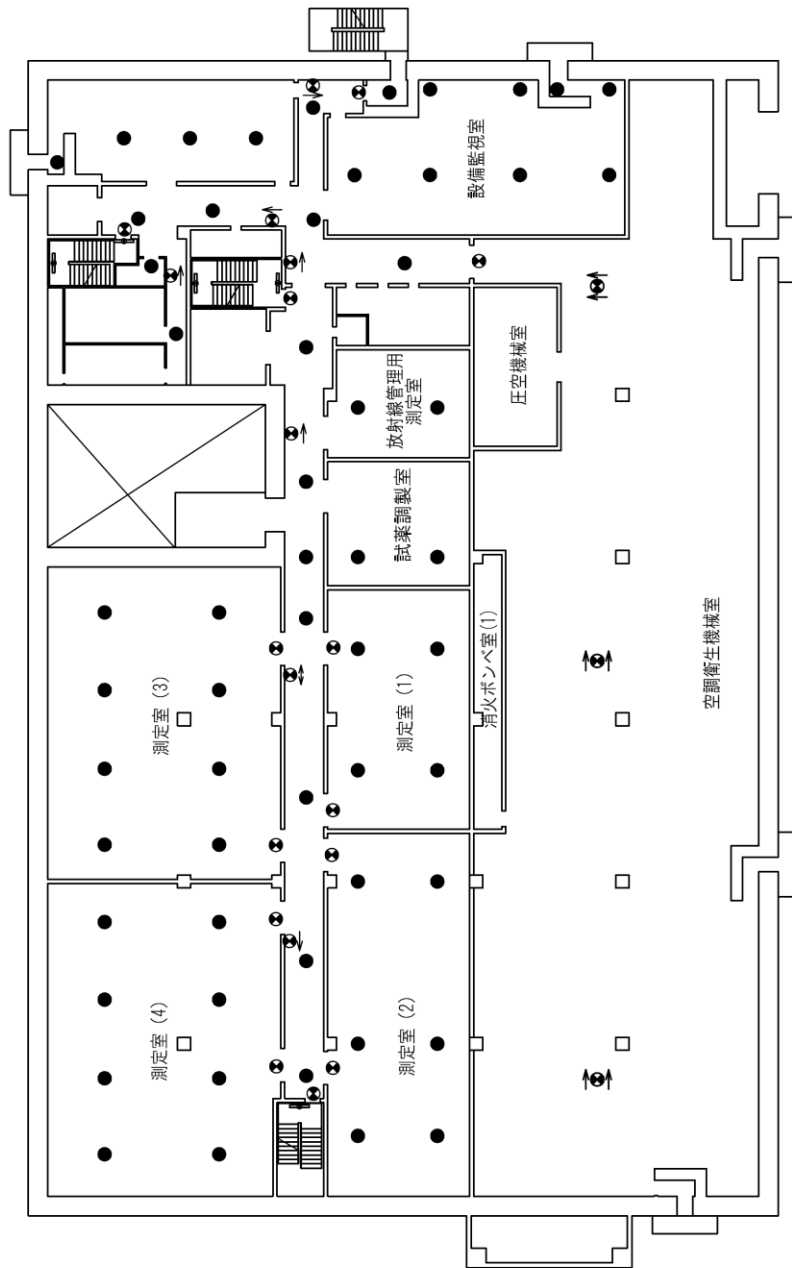 設備監視室
圧空機械室
放射線管理用
測定室
試薬調製室
消火ボンベ室(1)
空調衛生機械室
測定室 (3)
測定室 (1)
測定室 (4)
測定室 (2)